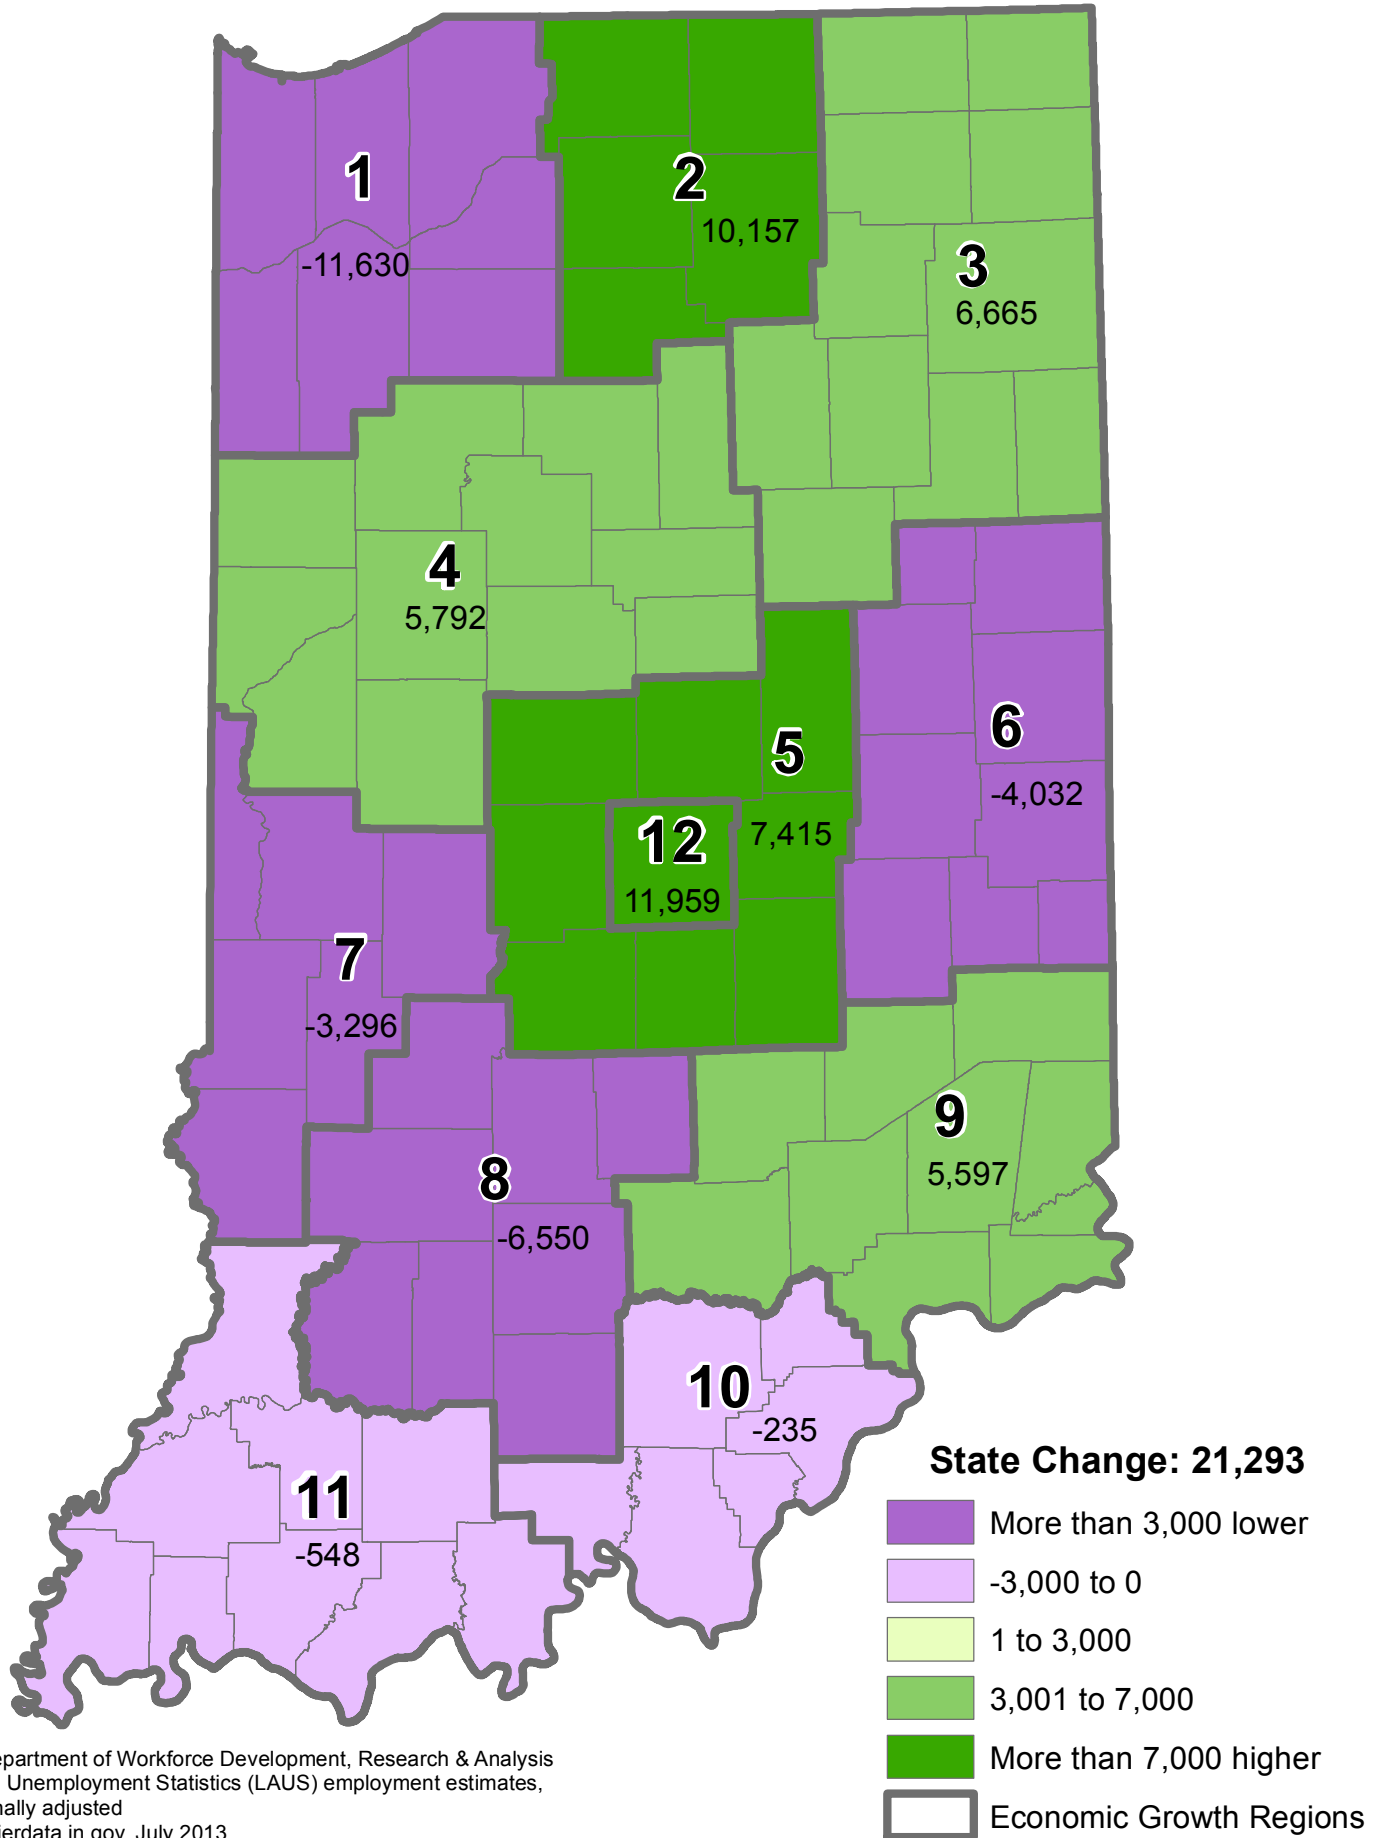 1
-11,630
2
10,157
3
6,665
4
5,792
5
7,415
6
-4,032
12
11,959
7
-3,296
8
-6,550
9
5,597
10
-235
11
-548
State Change: 21,293
More than 3,000 lower
-3,000 to 0
1 to 3,000
3,001 to 7,000
More than 7,000 higher
Economic Growth Regions
of Workforce Development, Research & Analysis
Unemployment Statistics (LAUS) employment estimates,
adjusted
July 2013